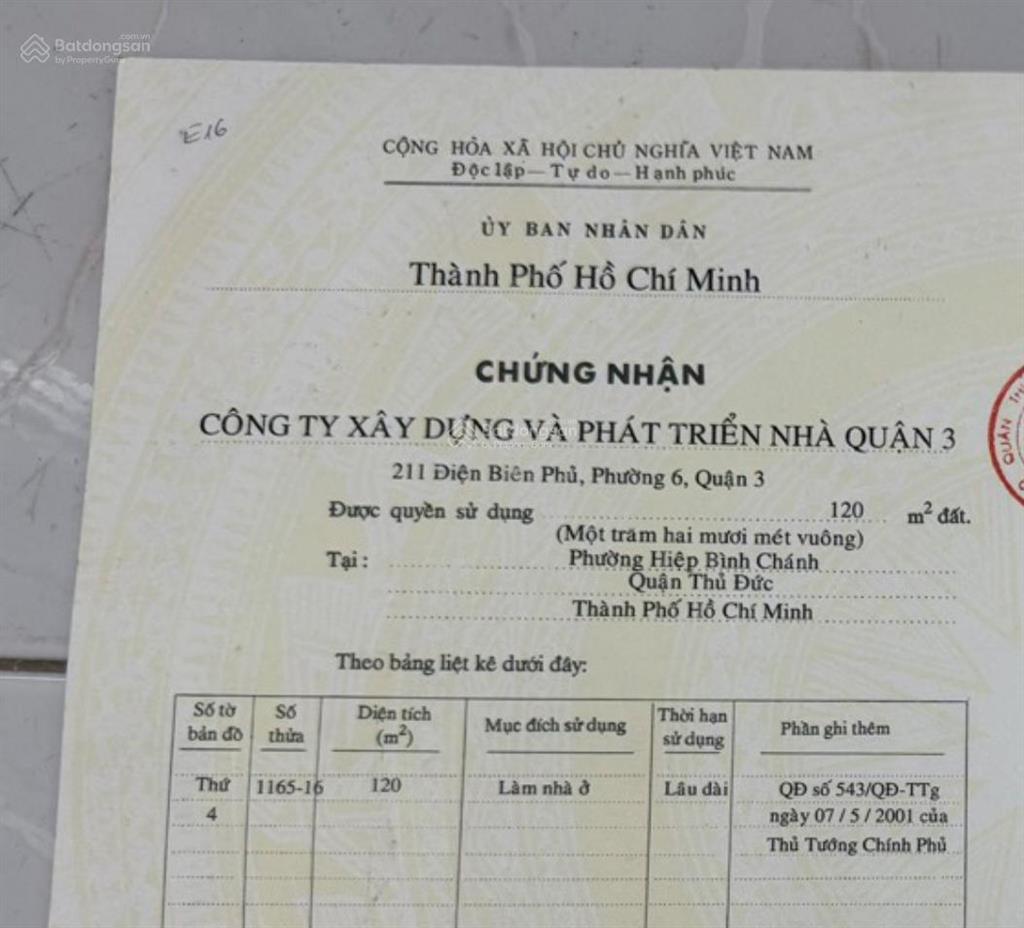 Batdongsan.com.vn
by PropertyGuru
E16
CỘNG HÒA XÃ HỘI CHỦ NGHĨA VIỆT NAM
Độc lập — Tự do — Hạnh phúc
ỦY BAN NHÂN DÂN
Thành Phố Hồ Chí Minh
CHỨNG NHẬN
CÔNG TY XÂY DỰNG VÀ PHÁT TRIỂN NHÀ QUẬN 3
Batdongsan
211 Điện Biên Phủ, Phường 6, Quận 3
QUẬN
Được quyền sử dụng 120 m² đất.
(Một trăm hai mươi mét vuông)
Tại : Phường Hiệp Bình Chánh
Quận Thủ Đức
Thành Phố Hồ Chí Minh
Theo bảng liệt kê dưới đây:
Số tờ bản đồ Số thửa Diện tích (m²) Mục đích sử dụng Thời hạn sử dụng Phần ghi thêm
Thứ 1165-16 120 Làm nhà ở Lâu dài QĐ số 543/QĐ-TTg
4 ngày 07 / 5 / 2001 của
Thủ Tướng Chính Phủ